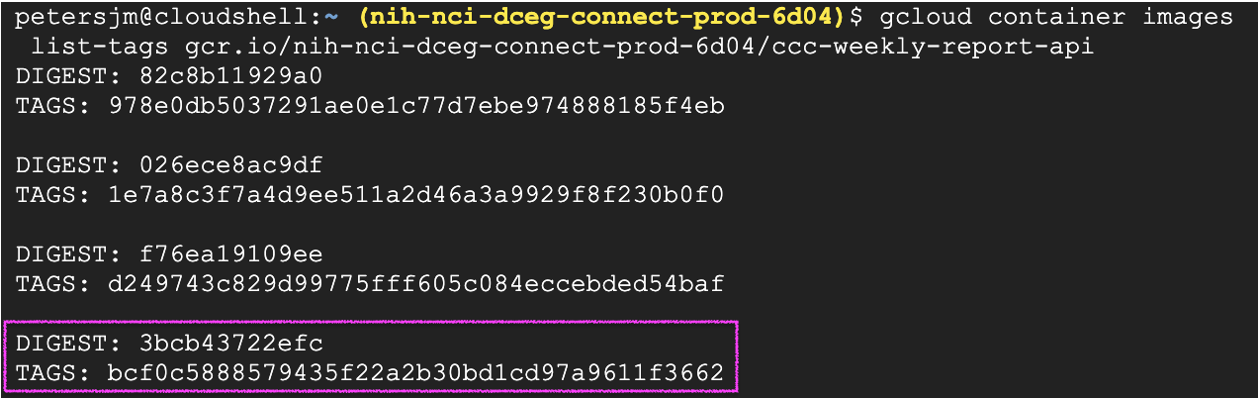 petersjm@cloudshell:~ (nih-nci-dceg-connect-prod-6d04)$ gcloud container images
list-tags gcr.io/nih-nci-dceg-connect-prod-6d04/ccc-weekly-report-api
DIGEST: 82c8b11929a0
TAGS: 978e0db5037291ae0e1c77d7ebe974888185f4eb
DIGEST: 026ece8ac9df
TAGS: 1e7a8c3f7a4d9ee511a2d46a3a9929f8f230b0f0
DIGEST: f76ea19109ee
TAGS: d249743c829d99775fff605c084eccebded54baf
DIGEST: 3bcb43722efc
TAGS: bcf0c5888579435f22a2b30bd1cd97a9611f3662